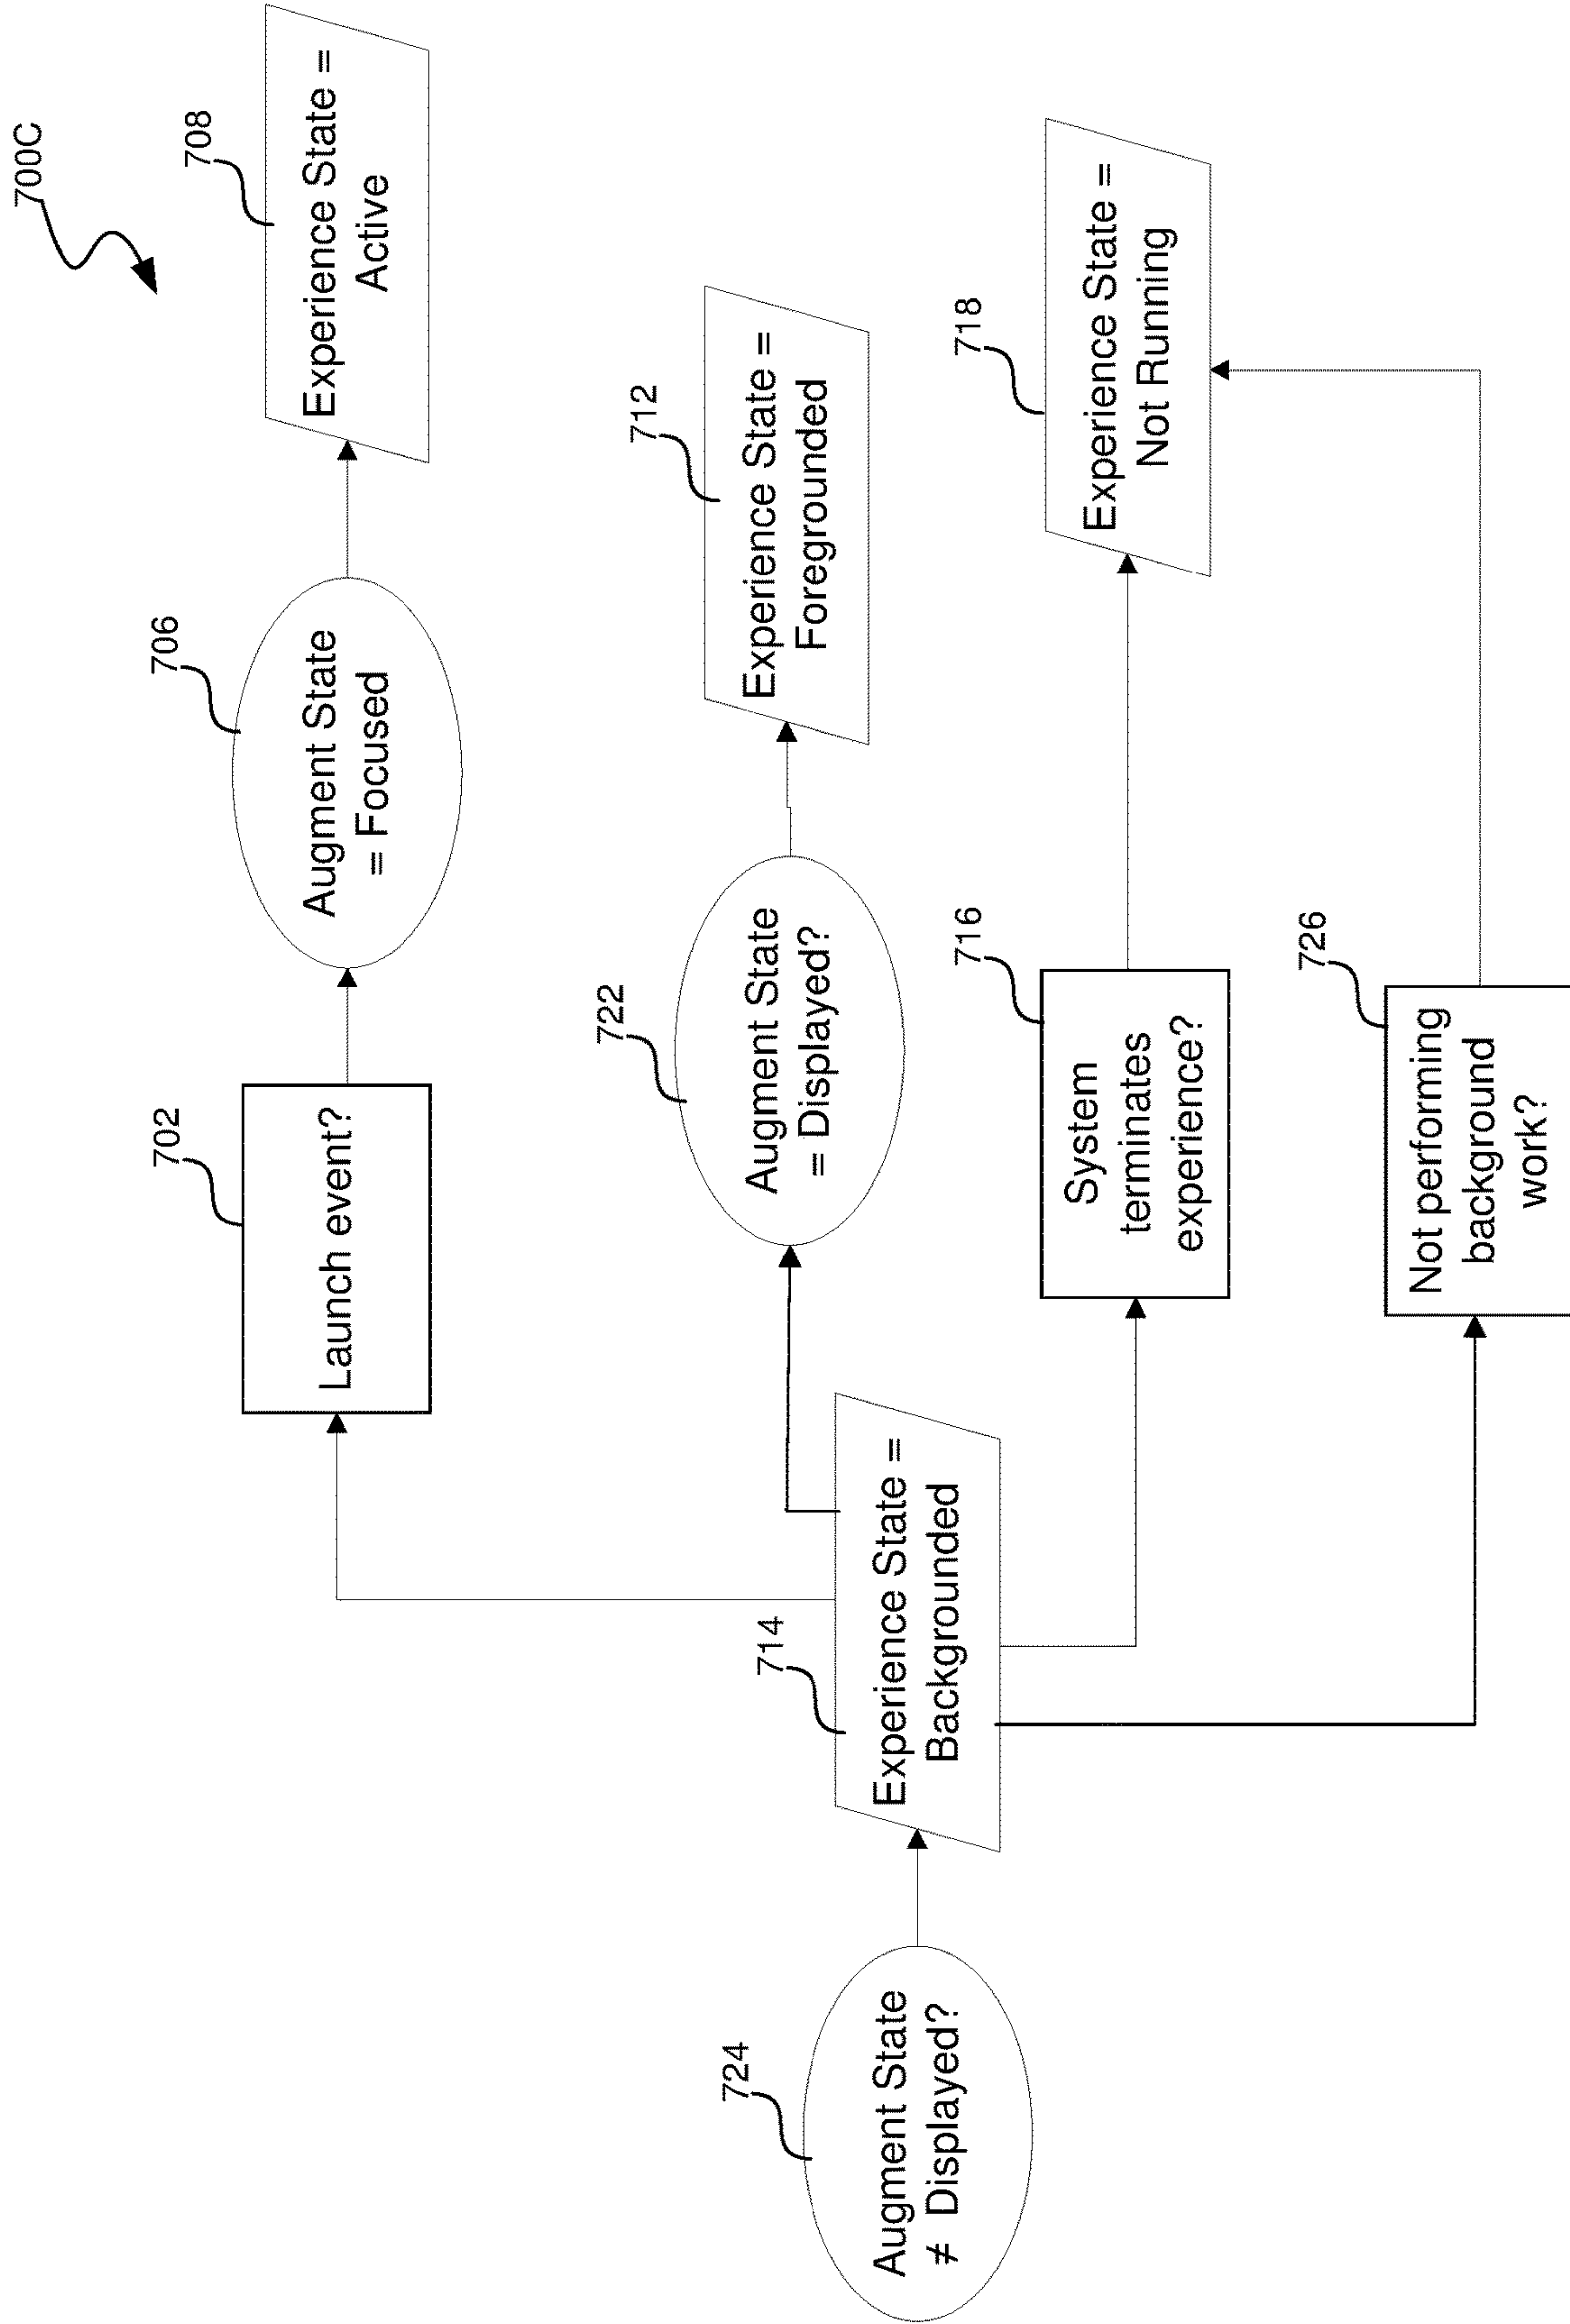 700C
702
Launch event?
706
Augment State
= Focused
708
Experience State =
Active
722
Augment State
= Displayed?
712
Experience State =
Foregrounded
724
Augment State
≠ Displayed?
714
Experience State =
Backgrounded
716
System
terminates
experience?
718
Experience State =
Not Running
726
Not performing
background
work?